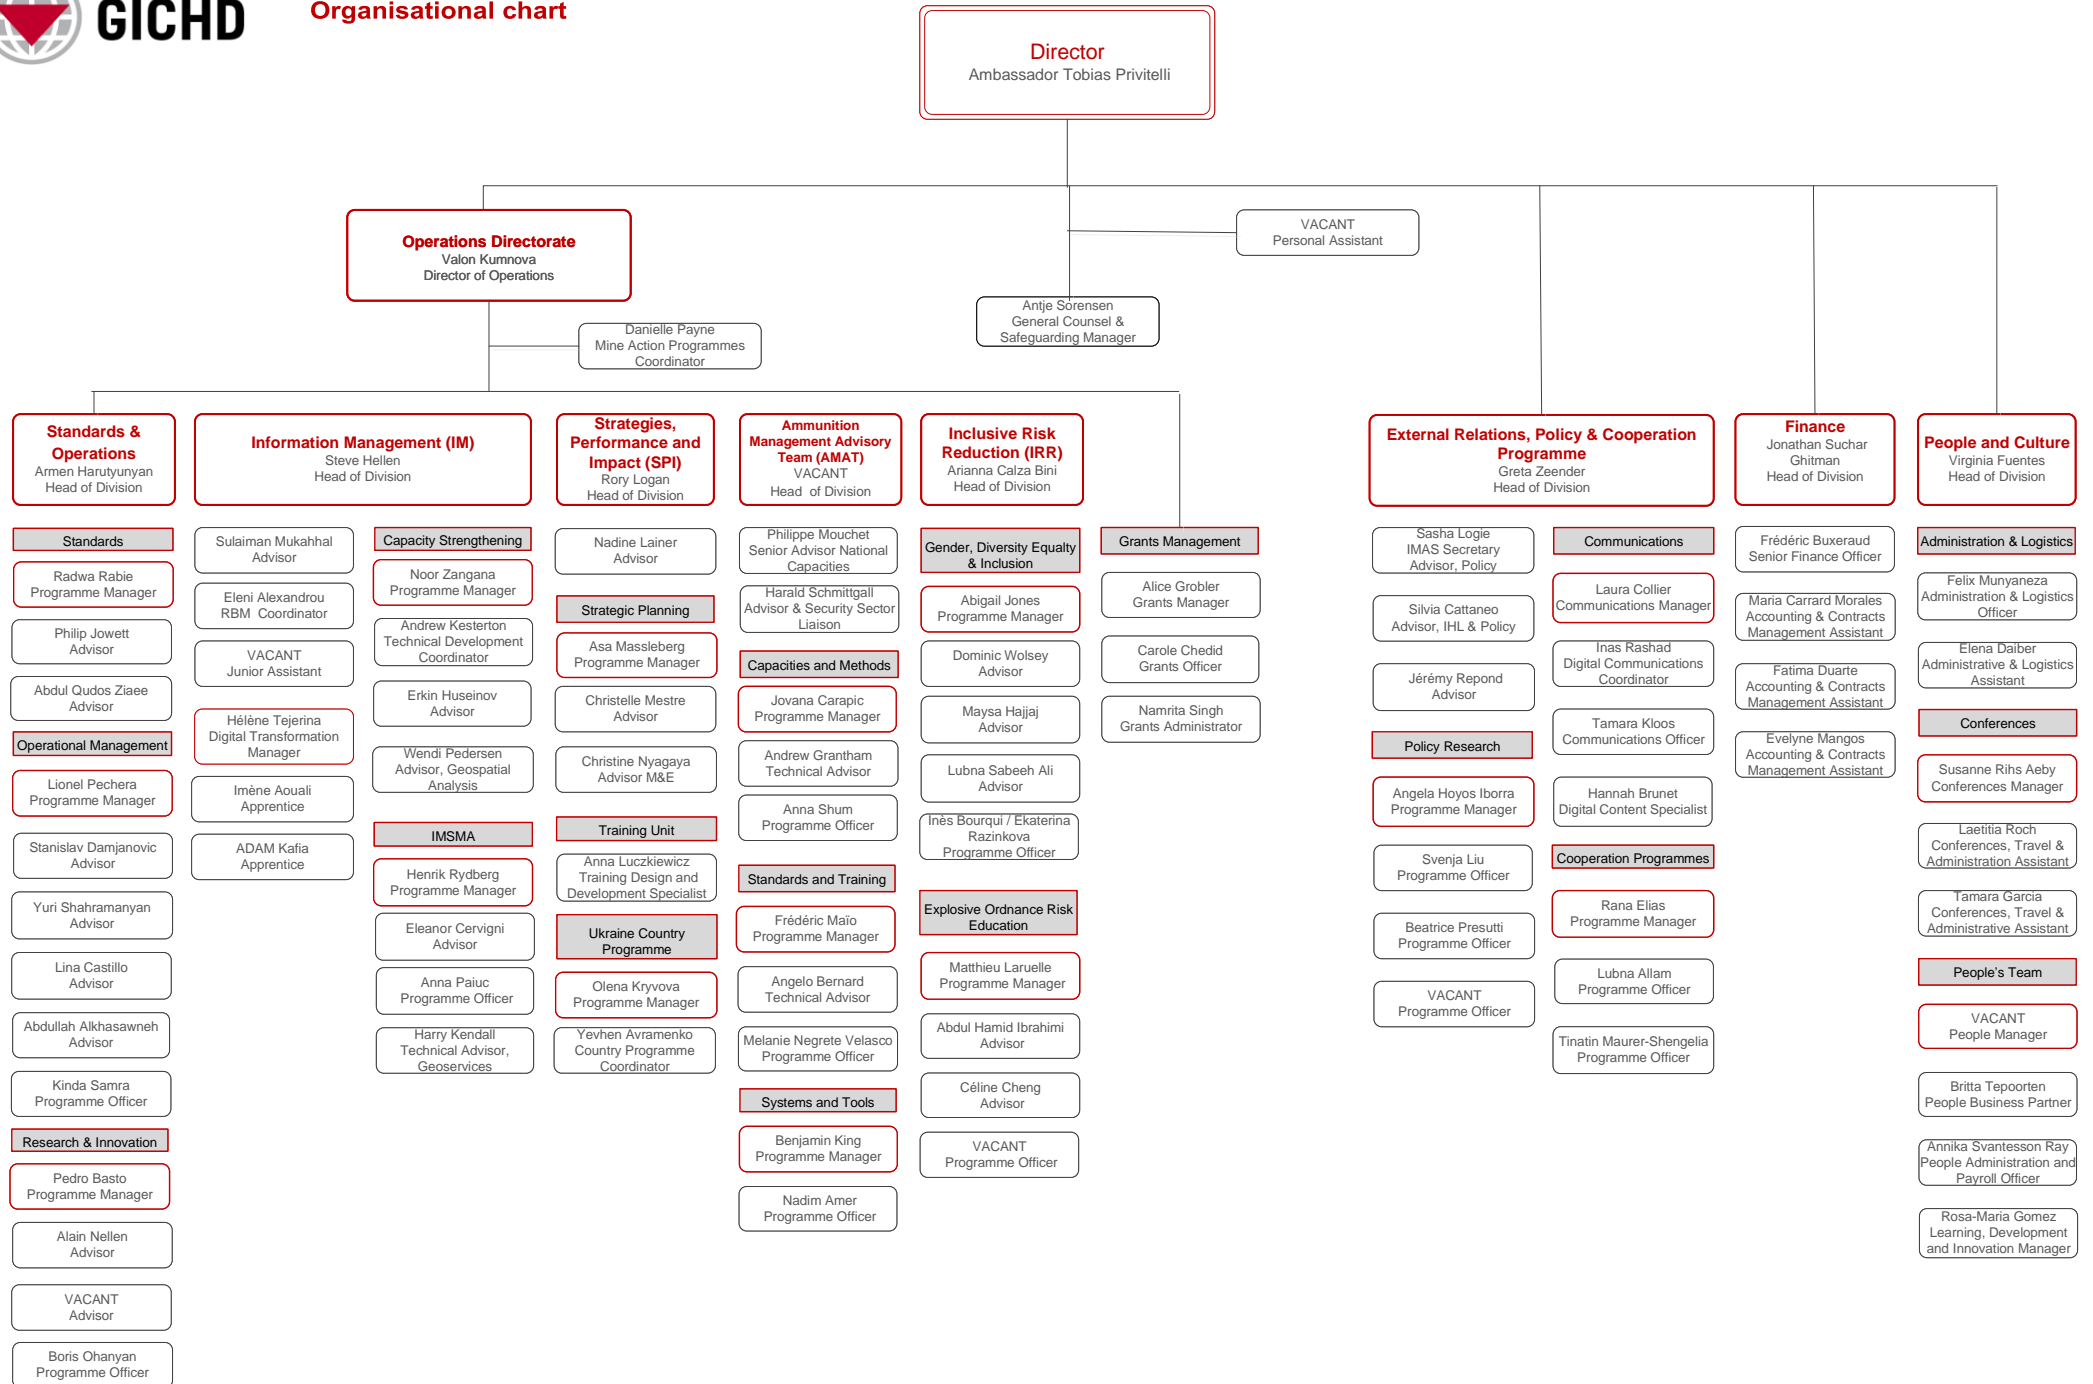 GICHD
Organisational chart
Director
Ambassador Tobias Privitelli
Operations Directorate
Valon Kumnova
Director of Operations
VACANT
Personal Assistant
Antje Sorensen
General Counsel &
Safeguarding Manager
Danielle Payne
Mine Action Programmes
Coordinator
Standards &
Operations
Armen Harutyunyan
Head of Division
Standards
Radwa Rabie
Programme Manager
Philip Jowett
Advisor
Abdul Qudos Ziaee
Advisor
Operational Management
Lionel Pechera
Programme Manager
Stanislav Damjanovic
Advisor
Yuri Shahramanyan
Advisor
Lina Castillo
Advisor
Abdullah Alkhasawneh
Advisor
Kinda Samra
Programme Officer
Research & Innovation
Pedro Basto
Programme Manager
Alain Nellen
Advisor
VACANT
Advisor
Boris Ohanyan
Programme Officer
Information Management (IM)
Steve Hellen
Head of Division
Sulaiman Mukahhal
Advisor
Eleni Alexandrou
RBM  Coordinator
VACANT
Junior Assistant
Hélène Tejerina
Digital Transformation
Manager
Imène Aouali
Apprentice
ADAM Kafia
Apprentice
Capacity Strengthening
Noor Zangana
Programme Manager
Andrew Kesterton
Technical Development
Coordinator
Erkin Huseinov
Advisor
Wendi Pedersen
Advisor, Geospatial
Analysis
IMSMA
Henrik Rydberg
Programme Manager
Eleanor Cervigni
Advisor
Anna Paiuc
Programme Officer
Harry Kendall
Technical Advisor,
Geoservices
Strategies,
Performance and
Impact (SPI)
Rory Logan
Head of Division
Nadine Lainer
Advisor
Strategic Planning
Asa Massleberg
Programme Manager
Christelle Mestre
Advisor
Christine Nyagaya
Advisor M&E
Training Unit
Anna Luczkiewicz
Training Design and
Development Specialist
Ukraine Country
Programme
Olena Kryvova
Programme Manager
Yevhen Avramenko
Country Programme
Coordinator
Ammunition
Management Advisory
Team (AMAT)
VACANT
Head  of Division
Philippe Mouchet
Senior Advisor National
Capacities
Harald Schmittgall
Advisor & Security Sector
Liaison
Capacities and Methods
Jovana Carapic
Programme Manager
Andrew Grantham
Technical Advisor
Anna Shum
Programme Officer
Standards and Training
Frédéric Maïo
Programme Manager
Angelo Bernard
Technical Advisor
Melanie Negrete Velasco
Programme Officer
Systems and Tools
Benjamin King
Programme Manager
Nadim Amer
Programme Officer
Inclusive Risk
Reduction (IRR)
Arianna Calza Bini
Head of Division
Gender, Diversity Equalty
& Inclusion
Abigail Jones
Programme Manager
Dominic Wolsey
Advisor
Maysa Hajjaj
Advisor
Lubna Sabeeh Ali
Advisor
Inès Bourqui / Ekaterina
Razinkova
Programme Officer
Explosive Ordnance Risk
Education
Matthieu Laruelle
Programme Manager
Abdul Hamid Ibrahimi
Advisor
Céline Cheng
Advisor
VACANT
Programme Officer
Grants Management
Alice Grobler
Grants Manager
Carole Chedid
Grants Officer
Namrita Singh
Grants Administrator
External Relations, Policy & Cooperation
Programme
Greta Zeender
Head of Division
Sasha Logie
IMAS Secretary
Advisor, Policy
Silvia Cattaneo
Advisor, IHL & Policy
Jérémy Repond
Advisor
Policy Research
Angela Hoyos Iborra
Programme Manager
Svenja Liu
Programme Officer
Beatrice Presutti
Programme Officer
VACANT
Programme Officer
Communications
Laura Collier
Communications Manager
Inas Rashad
Digital Communications
Coordinator
Tamara Kloos
Communications Officer
Hannah Brunet
Digital Content Specialist
Cooperation Programmes
Rana Elias
Programme Manager
Lubna Allam
Programme Officer
Tinatin Maurer-Shengelia
Programme Officer
Finance
Jonathan Suchar
Ghitman
Head of Division
Frédéric Buxeraud
Senior Finance Officer
Maria Carrard Morales
Accounting & Contracts
Management Assistant
Fatima Duarte
Accounting & Contracts
Management Assistant
Evelyne Mangos
Accounting & Contracts
Management Assistant
People and Culture
Virginia Fuentes
Head of Division
Administration & Logistics
Felix Munyaneza
Administration & Logistics
Officer
Elena Daiber
Administrative & Logistics
Assistant
Conferences
Susanne Rihs Aeby
Conferences Manager
Laetitia Roch
Conferences, Travel &
Administration Assistant
Tamara Garcia
Conferences, Travel &
Administrative Assistant
People's Team
VACANT
People Manager
Britta Tepoorten
People Business Partner
Annika Svantesson Ray
People Administration and
Payroll Officer
Rosa-Maria Gomez
Learning, Development
and Innovation Manager